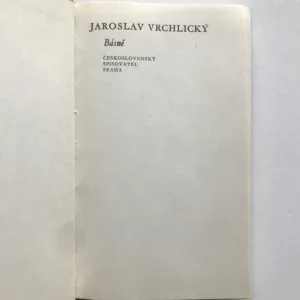 JAROSLAV VRCHLICKÝ
Básně
ČESKOSLOVENSKÝ
SPISOVATEL
PRAHA